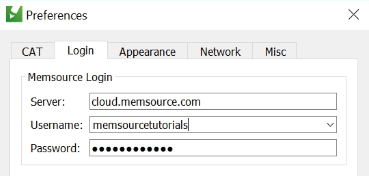 Preferences
CAT Login Appearance Network Misc
Memsource Login
Server: cloud.memsource.com
Username: memsourcetutorials
Password: ●●●●●●●●●●●●